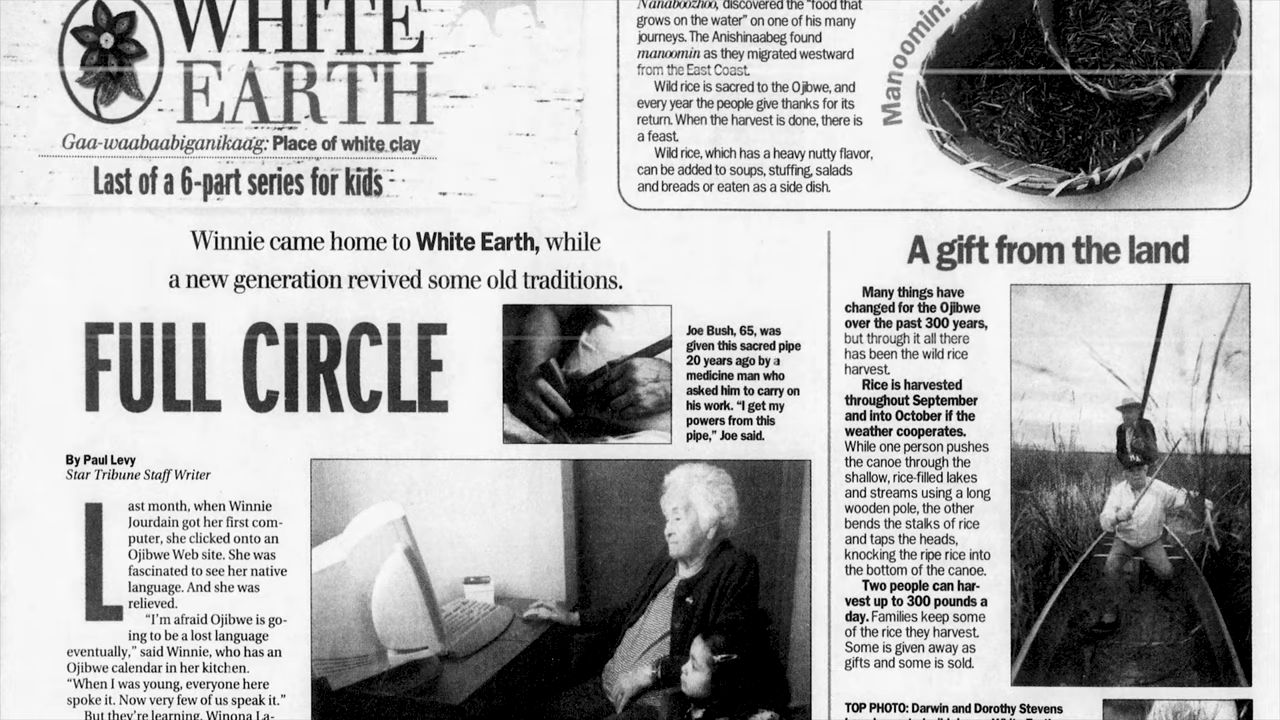 WHITE
EARTH
Gaa-waabaabiganikaag: Place of white clay
Last of a 6-part series for kids
Nanaboozhoo, discovered the "food that
grows on the water" on one of his many
journeys. The Anishinaabeg found
manoomin as they migrated westward
from the East Coast.
Wild rice is sacred to the Ojibwe, and
every year the people give thanks for its
return. When the harvest is done, there is
a feast.
Wild rice, which has a heavy nutty flavor,
can be added to soups, stuffing, salads
and breads or eaten as a side dish.
Manoomin:
Winnie came home to White Earth, while
a new generation revived some old traditions.
FULL CIRCLE
Joe Bush, 65, was
given this sacred pipe
20 years ago by a
medicine man who
asked him to carry on
his work. "I get my
powers from this
pipe," Joe said.
By Paul Levy
Star Tribune Staff Writer
Last month, when Winnie
Jourdain got her first com-
puter, she clicked onto an
Ojibwe Web site. She was
fascinated to see her native
language. And she was
relieved.
"I'm afraid Ojibwe is go-
ing to be a lost language
eventually," said Winnie, who has an
Ojibwe calendar in her kitchen.
"When I was young, everyone here
spoke it. Now very few of us speak it."
But they're learning. Winona La-
A gift from the land
Many things have
changed for the Ojibwe
over the past 300 years,
but through it all there
has been the wild rice
harvest.
Rice is harvested
throughout September
and into October if the
weather cooperates.
While one person pushes
the canoe through the
shallow, rice-filled lakes
and streams using a long
wooden pole, the other
bends the stalks of rice
and taps the heads,
knocking the ripe rice into
the bottom of the canoe.
Two people can har-
vest up to 300 pounds a
day. Families keep some
of the rice they harvest.
Some is given away as
gifts and some is sold.
TOP PHOTO: Darwin and Dorothy Stevens